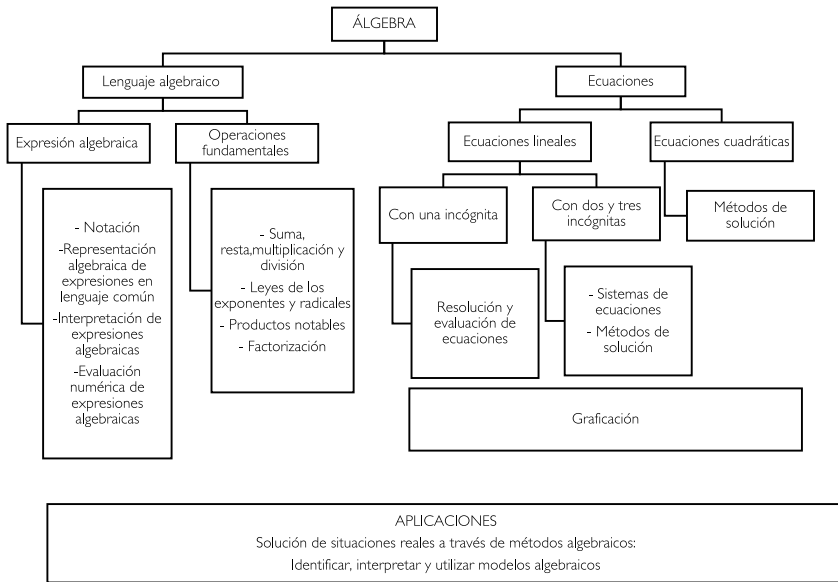 ÁLGEBRA
Lenguaje algebraico
Ecuaciones
Expresión algebraica
Operaciones
fundamentales
Ecuaciones lineales
Ecuaciones cuadráticas
- Notación
-Representación
algebraica de
expresiones en
lenguaje común
-Interpretación de
expresiones
algebraicas
-Evaluación
numérica de
expresiones
algebraicas
- Suma,
resta,multiplicación y
división
- Leyes de los
exponentes y radicales
- Productos notables
- Factorización
Con una incógnita
Con dos y tres
incógnitas
Métodos de
solución
Resolución y
evaluación de
ecuaciones
- Sistemas de
ecuaciones
- Métodos de
solución
Graficación
APLICACIONES
Solución de situaciones reales a través de métodos algebraicos:
Identificar, interpretar y utilizar modelos algebraicos